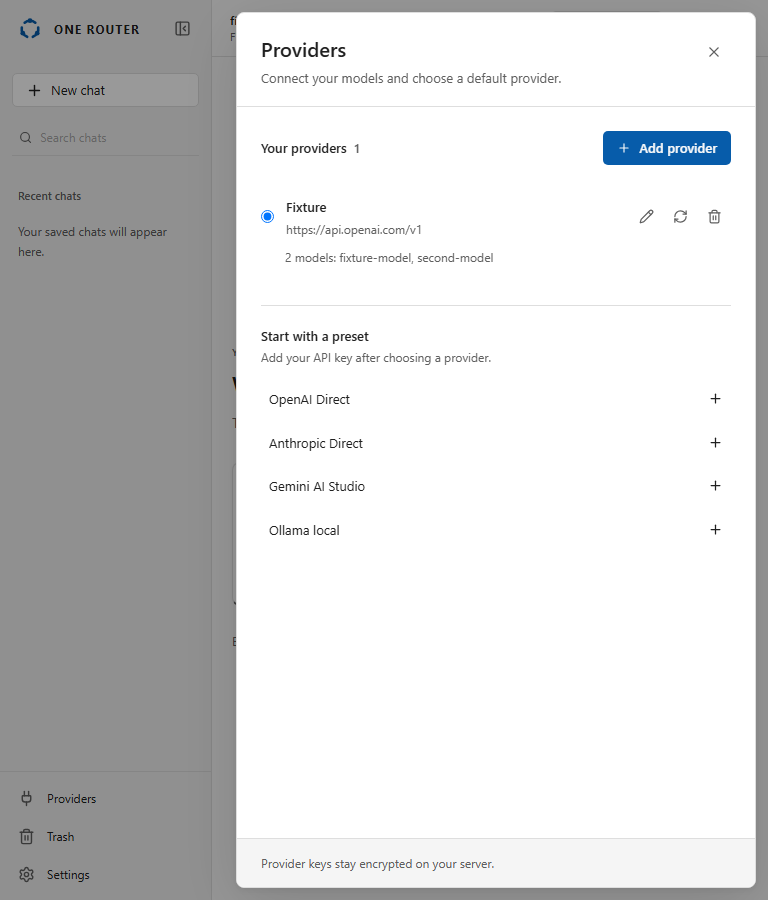 ONE ROUTER
New chat
Search chats
Recent chats
Your saved chats will appear
here.
Providers
Trash
Settings
Providers
Connect your models and choose a default provider.
Your providers 1
Add provider
Fixture
https://api.openai.com/v1
2 models: fixture-model, second-model
Start with a preset
Add your API key after choosing a provider.
OpenAI Direct
Anthropic Direct
Gemini AI Studio
Ollama local
Provider keys stay encrypted on your server.